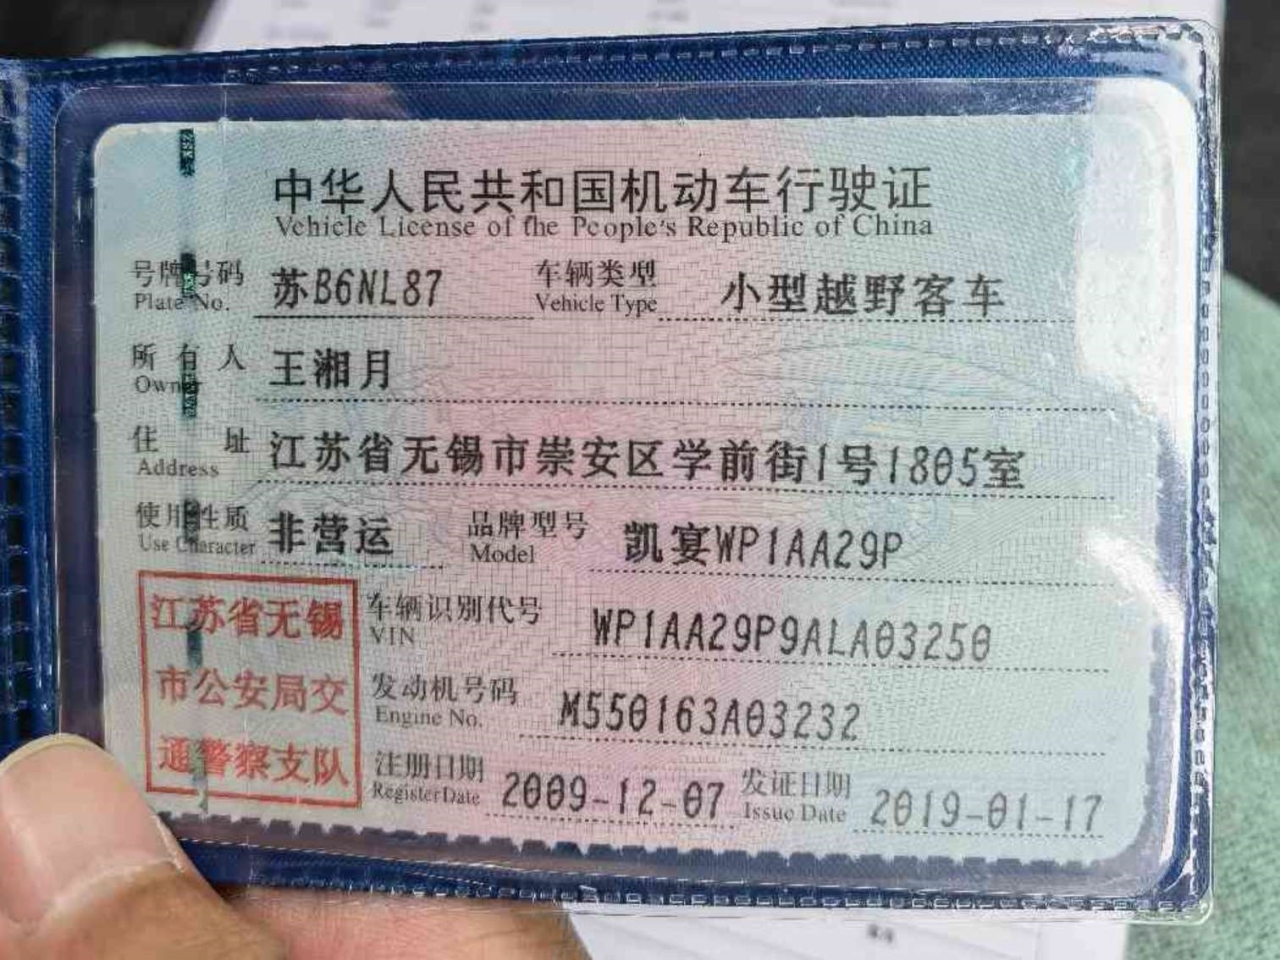 中华人民共和国机动车行驶证
Vehicle License of the People's Republic of China
号牌号码 苏B6NL87 车辆类型 小型越野客车
Plate No. Vehicle Type
所有人 王湘月
Owner
住址 江苏省无锡市崇安区学前街1号1805室
Address
使用性质 非营运 品牌型号 凯宴WP1AA29P
Use Character Model
江苏省无锡
市公安局交
通警察支队
车辆识别代号 WP1AA29P9ALA03250
VIN
发动机号码 M550163A03232
Engine No.
注册日期 2009-12-07 发证日期 2019-01-17
Register Date Issue Date